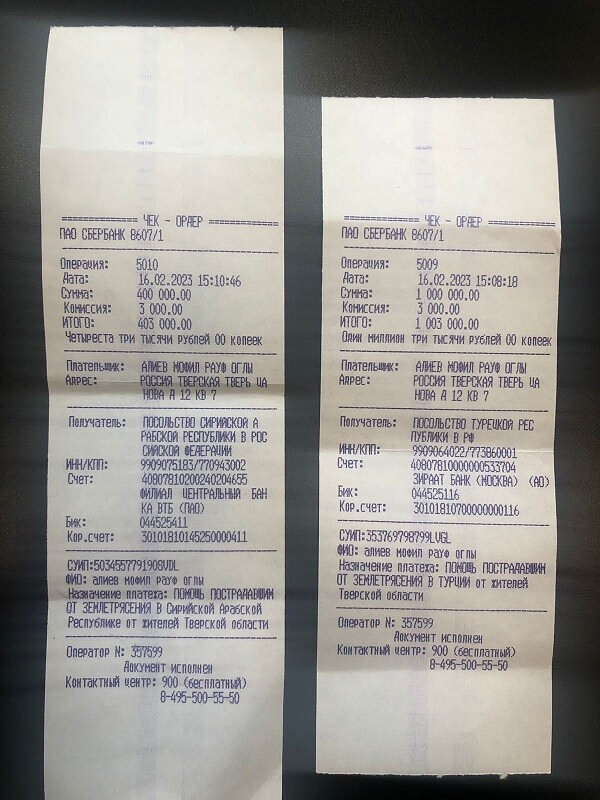 ============= ЧЕК - ОРДЕР =============
ПАО СБЕРБАНК 8607/1
Операция: 5010
Дата: 16.02.2023 15:10:46
Сумма: 400 000.00
Комиссия: 3 000.00
ИТОГО: 403 000.00
Четыреста три тысячи рублей 00 копеек
Плательщик: АЛИЕВ МОФИЛ РАУФ ОГЛЫ
Адрес: РОССИЯ ТВЕРСКАЯ ТВЕРЬ ЦА
НОВА Д 12 КВ 7
Получатель: ПОСОЛЬСТВО СИРИЙСКОЙ А
РАБСКОЙ РЕСПУБЛИКИ В РОС
СИЙСКОЙ ФЕДЕРАЦИИ
ИНН/КПП: 9909075183/770943002
Счет: 40807810200240204655
ФИЛИАЛ ЦЕНТРАЛЬНЫЙ БАН
КА ВТБ (ПАО)
Бик: 044525411
Кор.счет: 30101810145250000411
СУИП:5034557791908VDL
ФИО: алиев мофил рауф оглы
Назначение платежа: ПОМОЩЬ ПОСТРАДАВШИМ
ОТ ЗЕМЛЕТРЯСЕНИЯ В Сирийской Арабской
Республике от жителей Тверской области
Оператор N: 357599
Документ исполнен
Контактный центр: 900 (бесплатный)
8-495-500-55-50
============= ЧЕК - ОРДЕР =============
ПАО СБЕРБАНК 8607/1
Операция: 5009
Дата: 16.02.2023 15:08:18
Сумма: 1 000 000.00
Комиссия: 3 000.00
ИТОГО: 1 003 000.00
Один миллион три тысячи рублей 00 копеек
Плательщик: АЛИЕВ МОФИЛ РАУФ ОГЛЫ
Адрес: РОССИЯ ТВЕРСКАЯ ТВЕРЬ ЦА
НОВА Д 12 КВ 7
Получатель: ПОСОЛЬСТВО ТУРЕЦКОЙ РЕС
ПУБЛИКИ В РФ
ИНН/КПП: 9909064022/773860001
Счет: 40807810000000533704
ЗИРААТ БАНК (МОСКВА) (АО)
Бик: 044525116
Кор.счет: 30101810700000000116
СУИП:353769798799LVGL
ФИО: алиев мофил рауф оглы
Назначение платежа: ПОМОЩЬ ПОСТРАДАВШИМ
ОТ ЗЕМЛЕТРЯСЕНИЯ В ТУРЦИИ от жителей
Тверской области
Оператор N: 357599
Документ исполнен
Контактный центр: 900 (бесплатный)
8-495-500-55-50